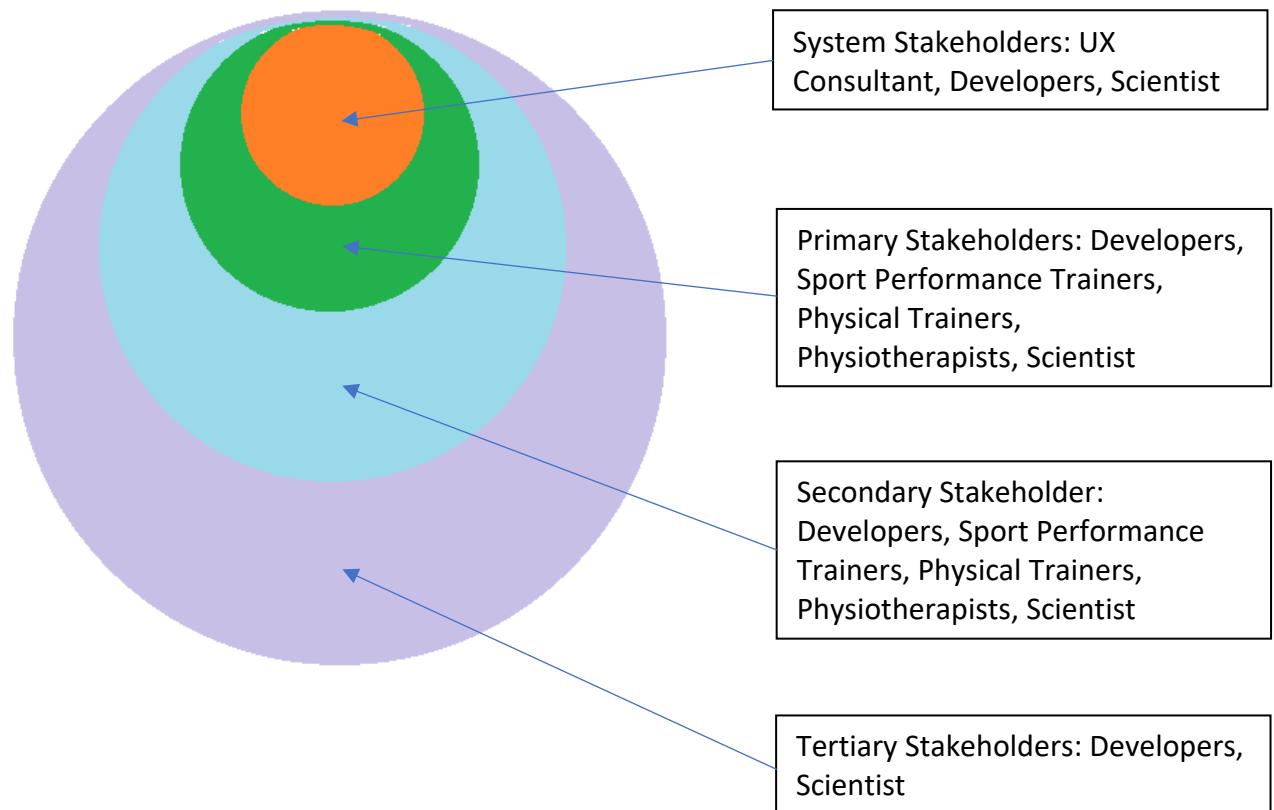 System Stakeholders: UX
Consultant, Developers, Scientist
Primary Stakeholders: Developers,
Sport Performance Trainers,
Physical Trainers,
Physiotherapists, Scientist
Secondary Stakeholder:
Developers, Sport Performance
Trainers, Physical Trainers,
Physiotherapists, Scientist
Tertiary Stakeholders: Developers,
Scientist